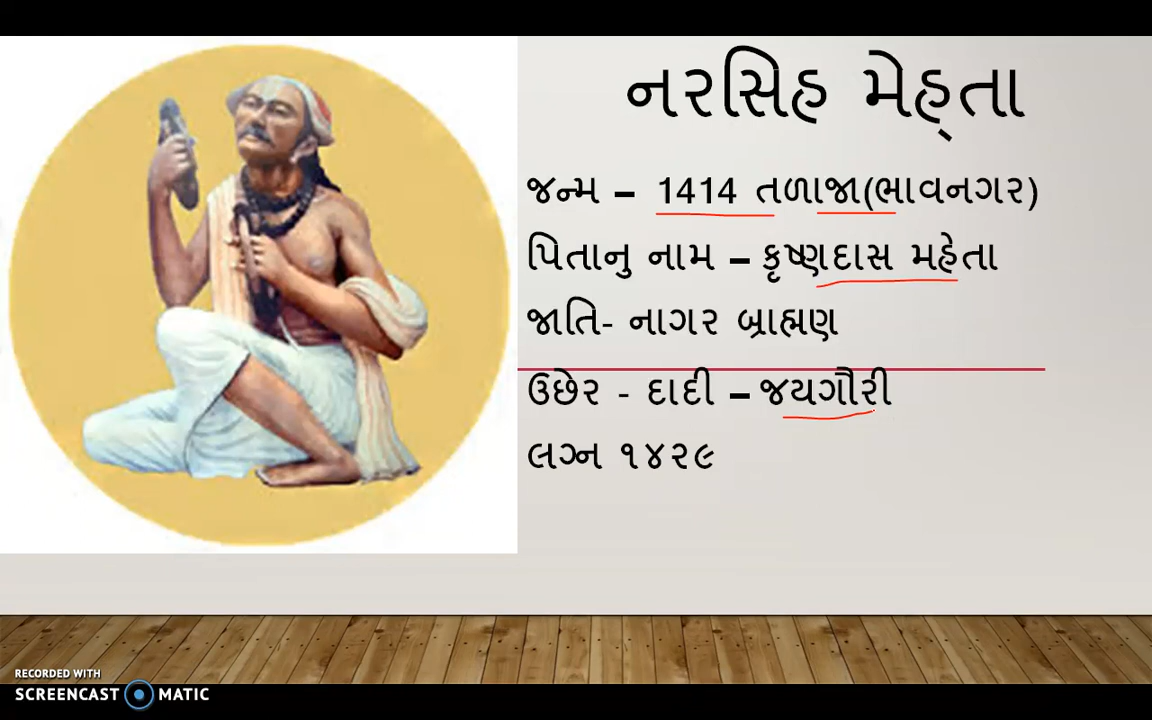 નરસિહ મેહ્તા
જન્મ – 1414 તળાજા(ભાવનગર)
પિતાનુ નામ – કૃષ્ણદાસ મહેતા
જાતિ- નાગર બ્રાહ્મણ
ઉછેર - દાદી – જયગૌરી
લગ્ન ૧૪૨૯
RECORDED WITH
SCREENCAST MATIC